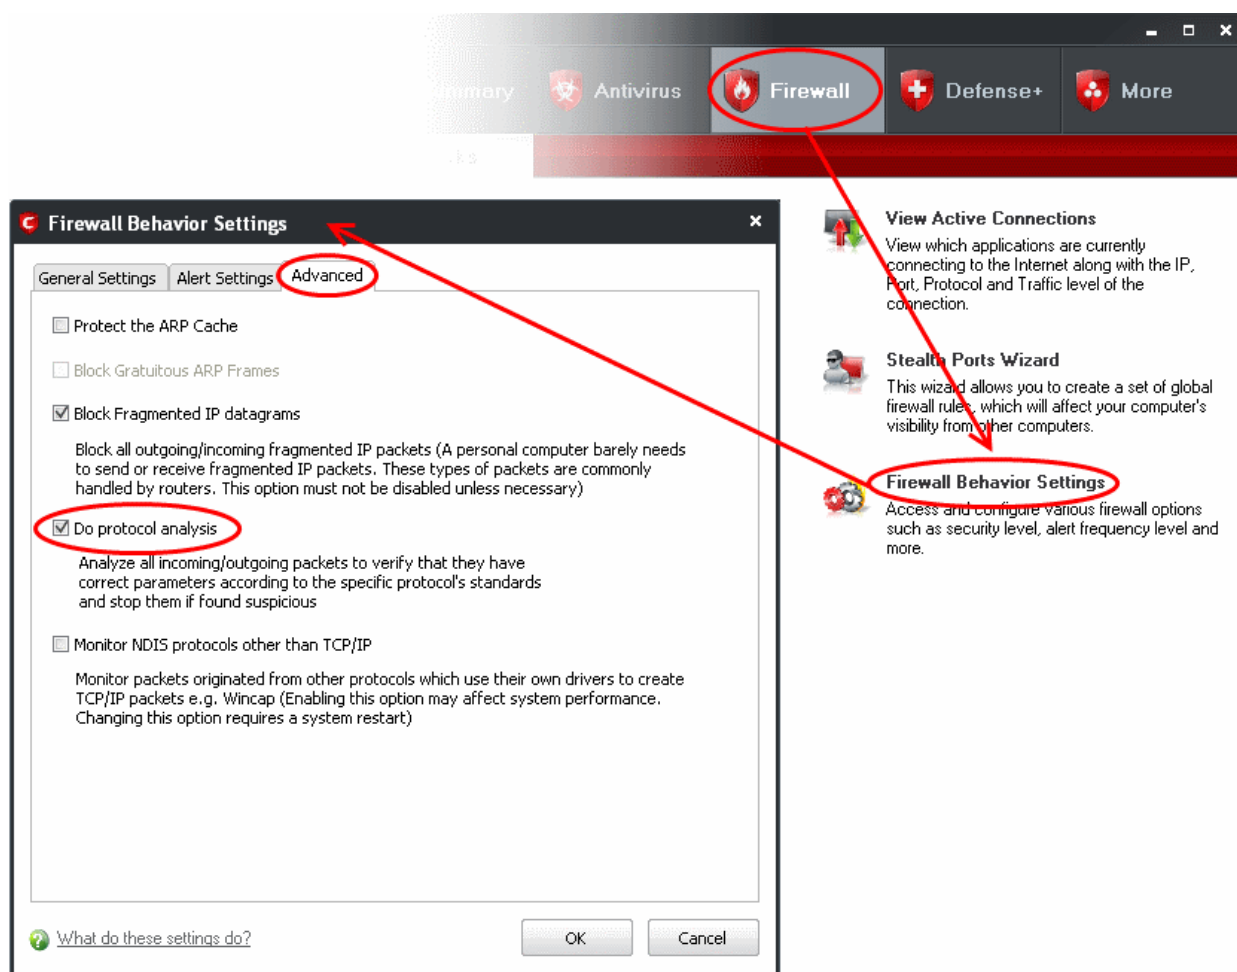 Antivirus
Firewall
Defense+
More
Firewall Behavior Settings
General Settings
Alert Settings
Advanced
Protect the ARP Cache
Block Gratuitous ARP Frames
Block Fragmented IP datagrams
Block all outgoing/incoming fragmented IP packets (A personal computer barely needs
to send or receive fragmented IP packets. These types of packets are commonly
handled by routers. This option must not be disabled unless necessary)
Do protocol analysis
Analyze all incoming/outgoing packets to verify that they have
correct parameters according to the specific protocol's standards
and stop them if found suspicious
Monitor NDIS protocols other than TCP/IP
Monitor packets originated from other protocols which use their own drivers to create
TCP/IP packets e.g. Wincap (Enabling this option may affect system performance.
Changing this option requires a system restart)
What do these settings do?
OK
Cancel
View Active Connections
View which applications are currently
connecting to the Internet along with the IP,
Port, Protocol and Traffic level of the
connection.
Stealth Ports Wizard
This wizard allows you to create a set of global
firewall rules, which will affect your computer's
visibility from other computers.
Firewall Behavior Settings
Access and configure various firewall options
such as security level, alert frequency level and
more.